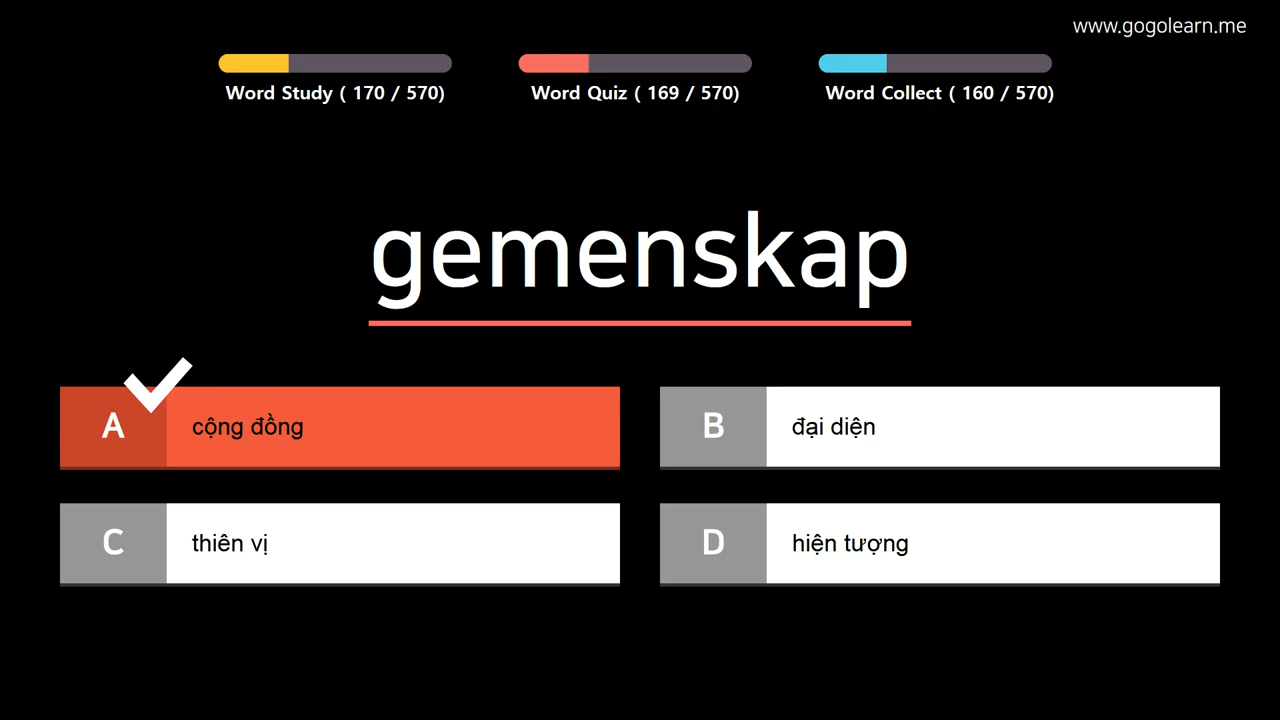 www.gogolearn.me
Word Study ( 170 / 570)
Word Quiz ( 169 / 570)
Word Collect ( 160 / 570)
gemenskap
A cộng đồng
B đại diện
C thiên vị
D hiện tượng